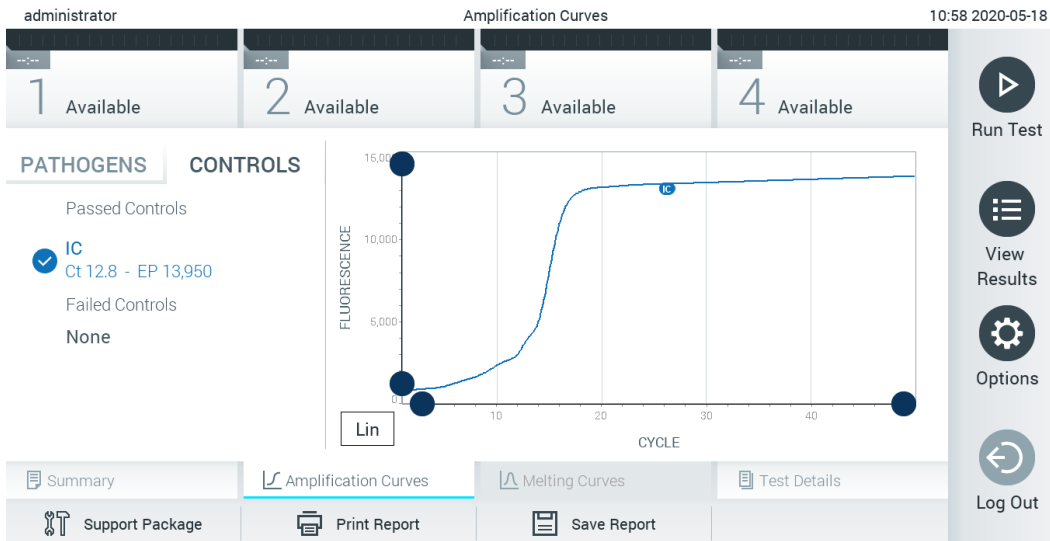 administrator
Amplification Curves
10:58 2020-05-18
--:--
1 Available
--:--
2 Available
--:--
3 Available
--:--
4 Available
Run Test
View
Results
Options
Log Out
PATHOGENS
CONTROLS
Passed Controls
IC
Ct 12.8 - EP 13,950
Failed Controls
None
FLUORESCENCE
10,000
5,000
0
IC
10
20
30
40
CYCLE
Lin
Summary
Amplification Curves
Melting Curves
Test Details
Support Package
Print Report
Save Report